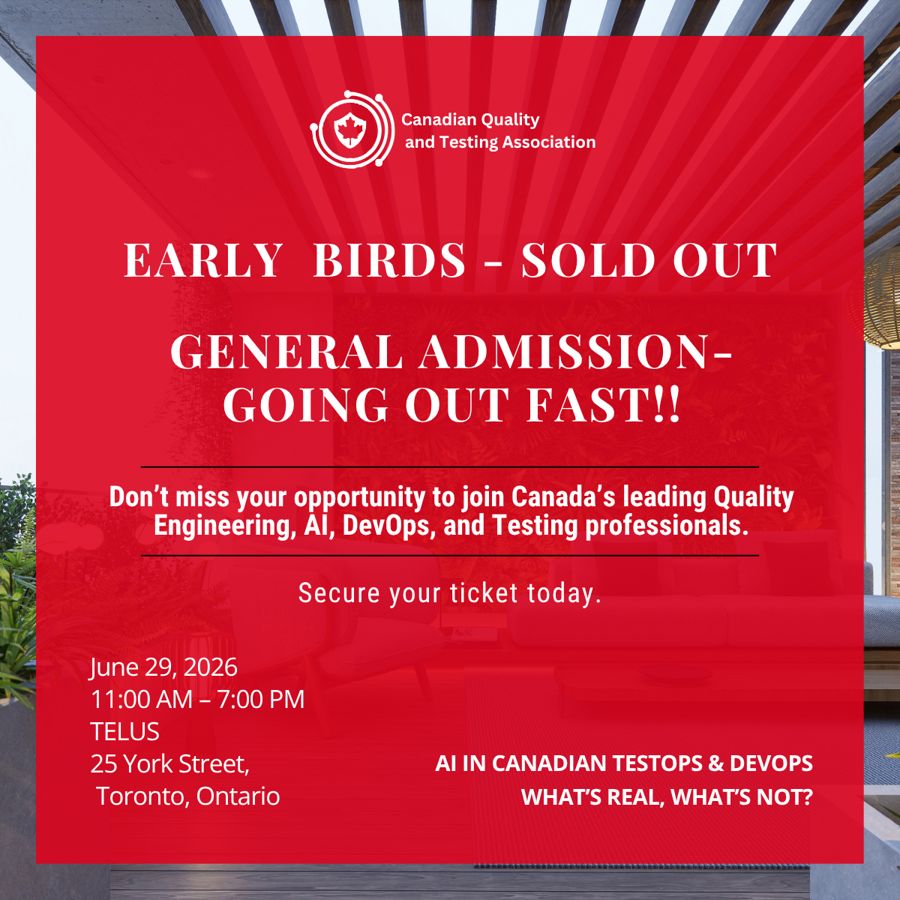 Canadian Quality
and Testing Association
EARLY BIRDS - SOLD OUT
GENERAL ADMISSION-
GOING OUT FAST!!
Don’t miss your opportunity to join Canada’s leading Quality
Engineering, AI, DevOps, and Testing professionals.
Secure your ticket today.
June 29, 2026
11:00 AM – 7:00 PM
TELUS
25 York Street,
Toronto, Ontario
AI IN CANADIAN TESTOPS & DEVOPS
WHAT’S REAL, WHAT’S NOT?